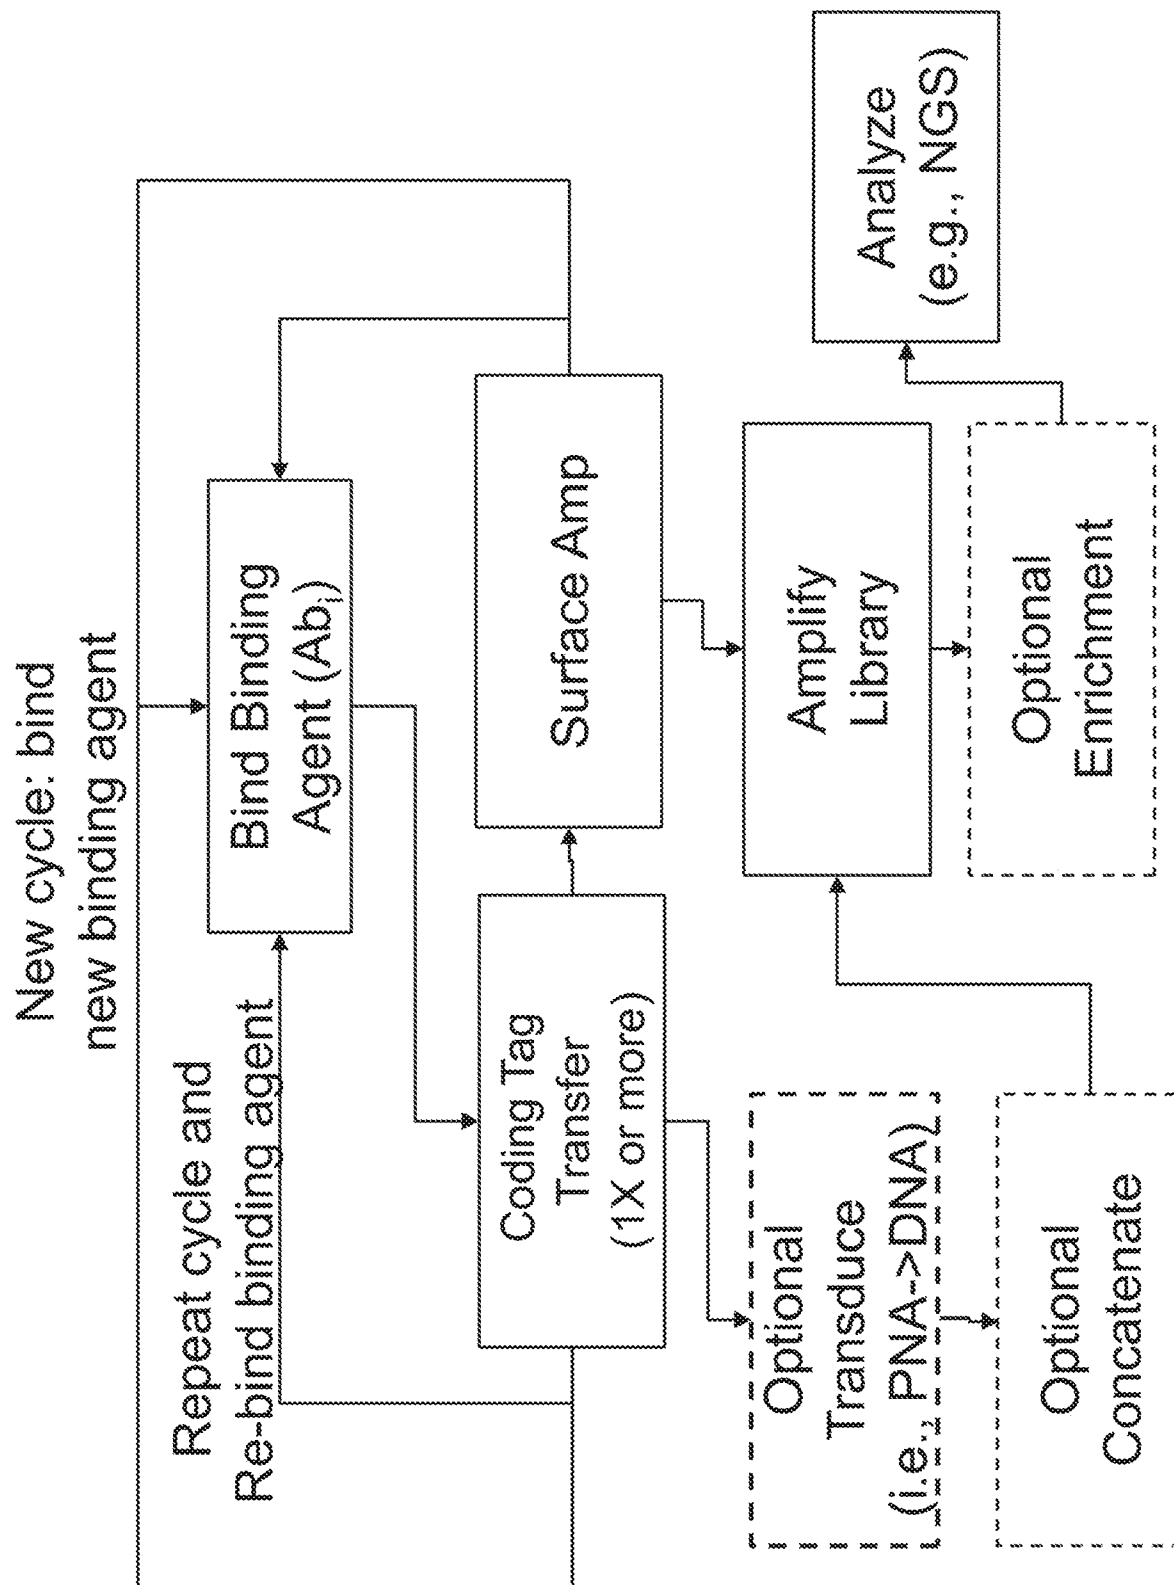 New cycle: bind
new binding agent
Repeat cycle and
Re-bind binding agent
Bind Binding
Agent (Abᵢ)
Coding Tag
Transfer
(1X or more)
Surface Amp
Optional
Transduce
(i.e., PNA->DNA)
Optional
Concatenate
Amplify
Library
Optional
Enrichment
Analyze
(e.g., NGS)